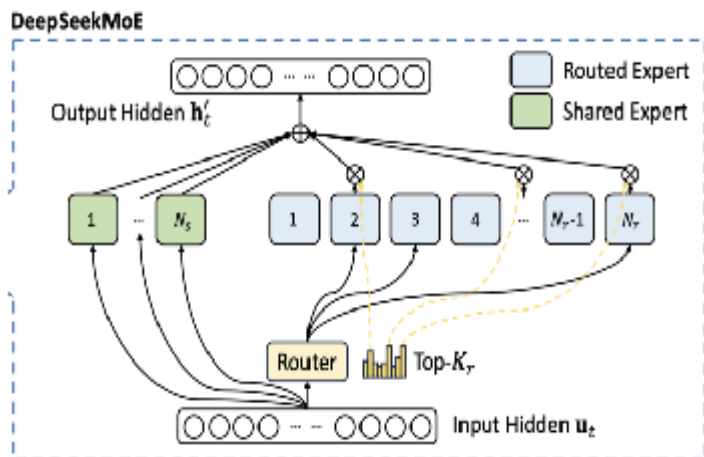 DeepSeekMoE
Routed Expert
Shared Expert
Output Hidden 𝐡′ₜ
1 ... Nₛ 1 2 3 4 ... Nᵣ-1 Nᵣ
Router
Top-Kᵣ
Input Hidden 𝐮ₜ